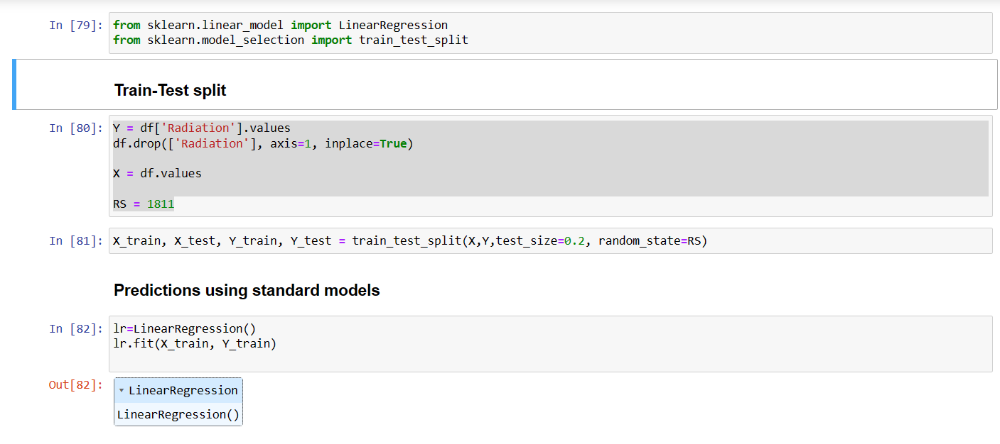 In [79]: from sklearn.linear_model import LinearRegression
from sklearn.model_selection import train_test_split
Train-Test split
In [80]: Y = df['Radiation'].values
df.drop(['Radiation'], axis=1, inplace=True)
X = df.values
RS = 1811
In [81]: X_train, X_test, Y_train, Y_test = train_test_split(X,Y,test_size=0.2, random_state=RS)
Predictions using standard models
In [82]: lr=LinearRegression()
lr.fit(X_train, Y_train)
Out[82]: ▾ LinearRegression
LinearRegression()